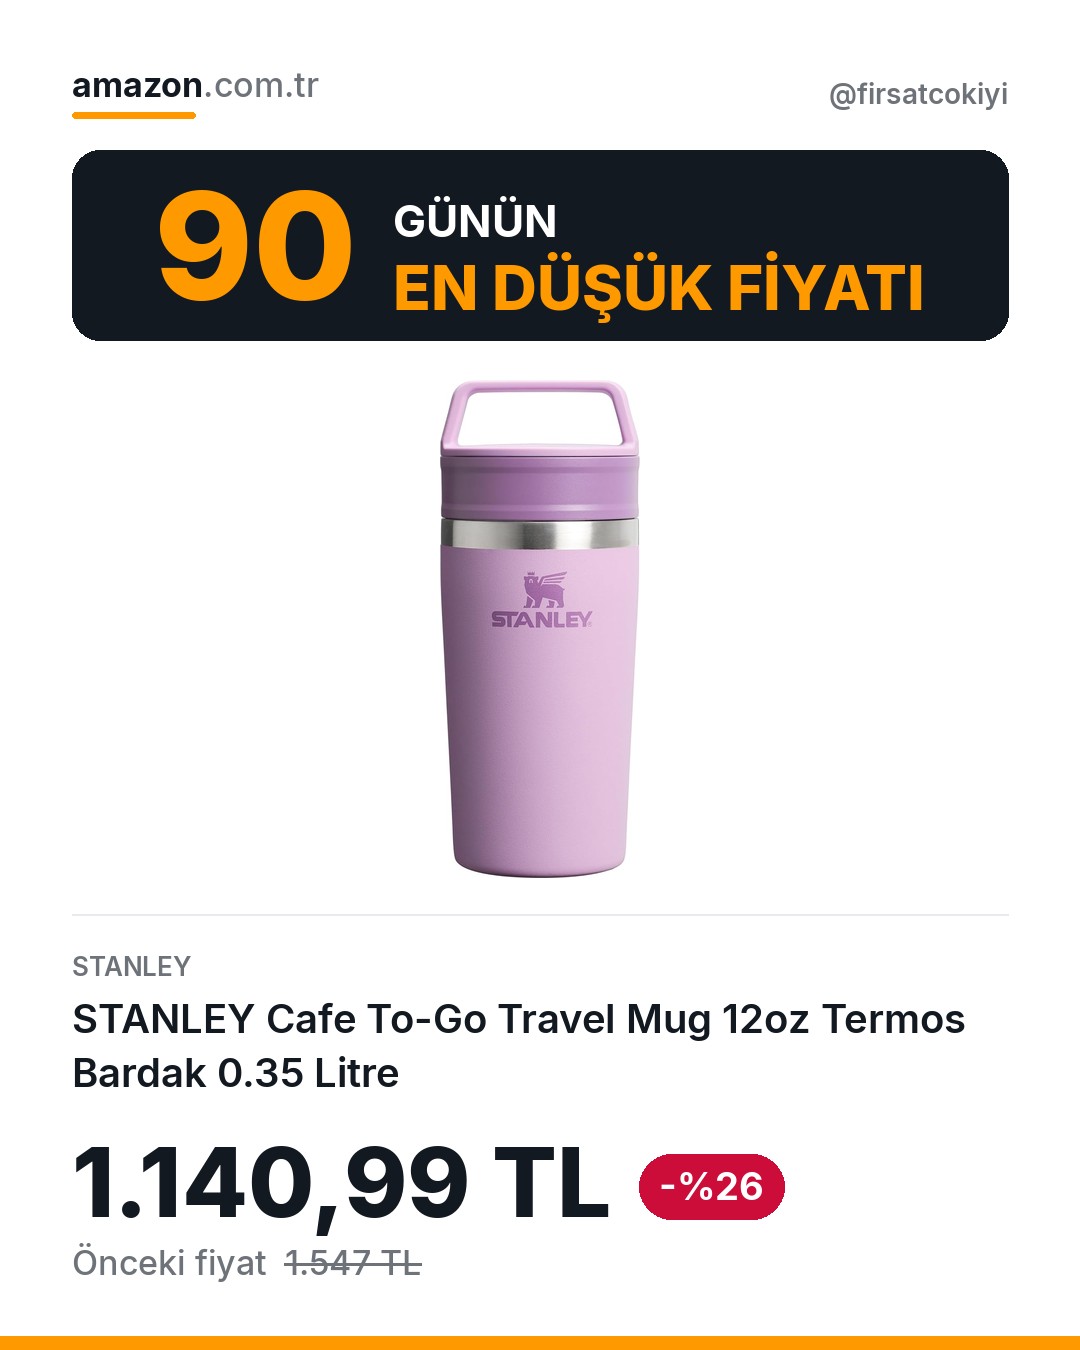 amazon.com.tr
@firsatcokiyi
90
GÜNÜN
EN DÜŞÜK FİYATI
STANLEY
STANLEY
STANLEY Cafe To-Go Travel Mug 12oz Termos
Bardak 0.35 Litre
1.140,99 TL
-%26
Önceki fiyat 1.547 TL